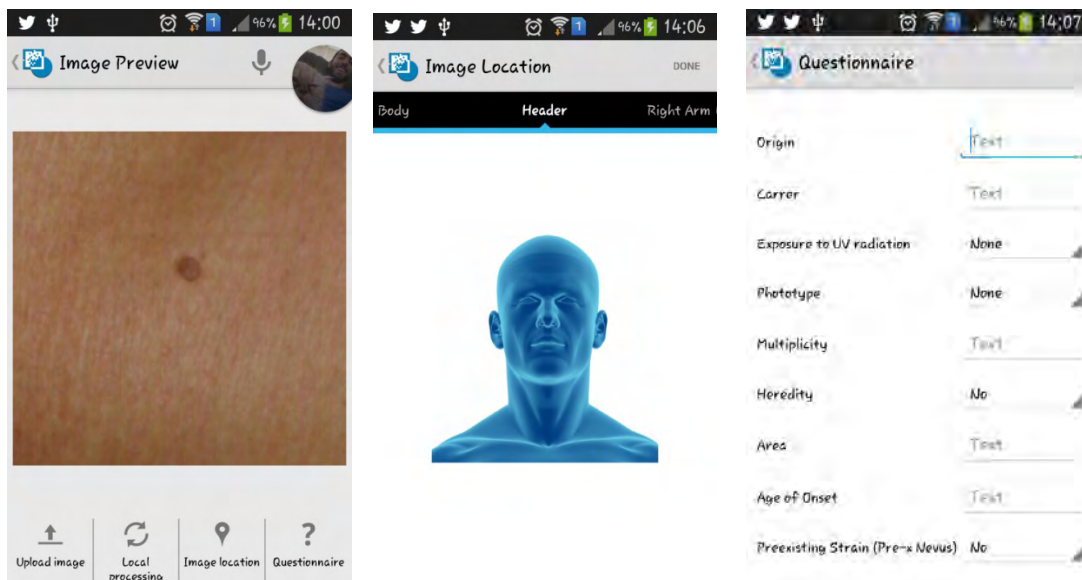 96% 14:00
Image Preview
Upload image
Local processing
Image location
Questionnaire
1 96% 14:06
Image Location DONE
Body Header Right Arm
1 96% 14:07
Questionnaire
Origin Text
Carrer Text
Exposure to UV radiation None
Phototype None
Multiplicity Text
Heredity No
Area Text
Age of Onset Text
Preexisting Strain (Pre-x Nevus) No